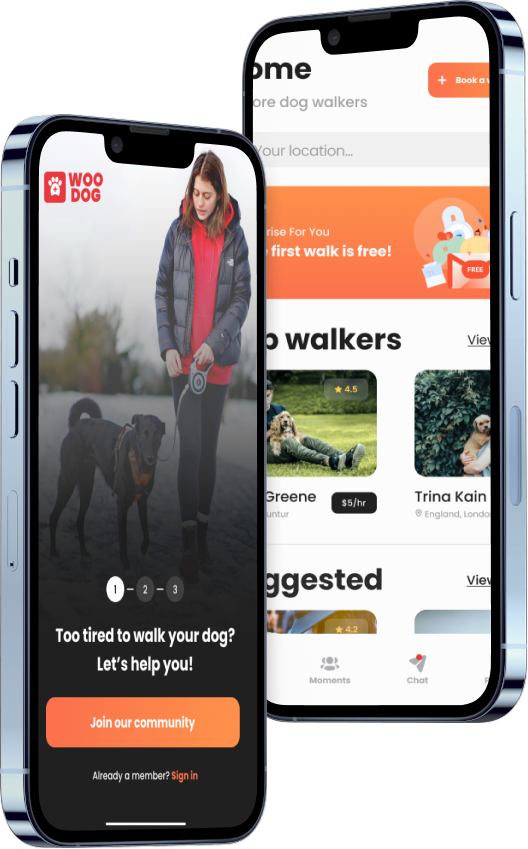 WOO
DOG
1
2
3
Too tired to walk your dog?
Let's help you!
Join our community
Already a member? Sign in
ome
ore dog walkers
+ Book a w
Your location...
rise For You
first walk is free!
FREE
p walkers
View
4.5
Greene
$5/hr
untur
Trina Kain
England, London
ggested
View
4.2
Moments
Chat